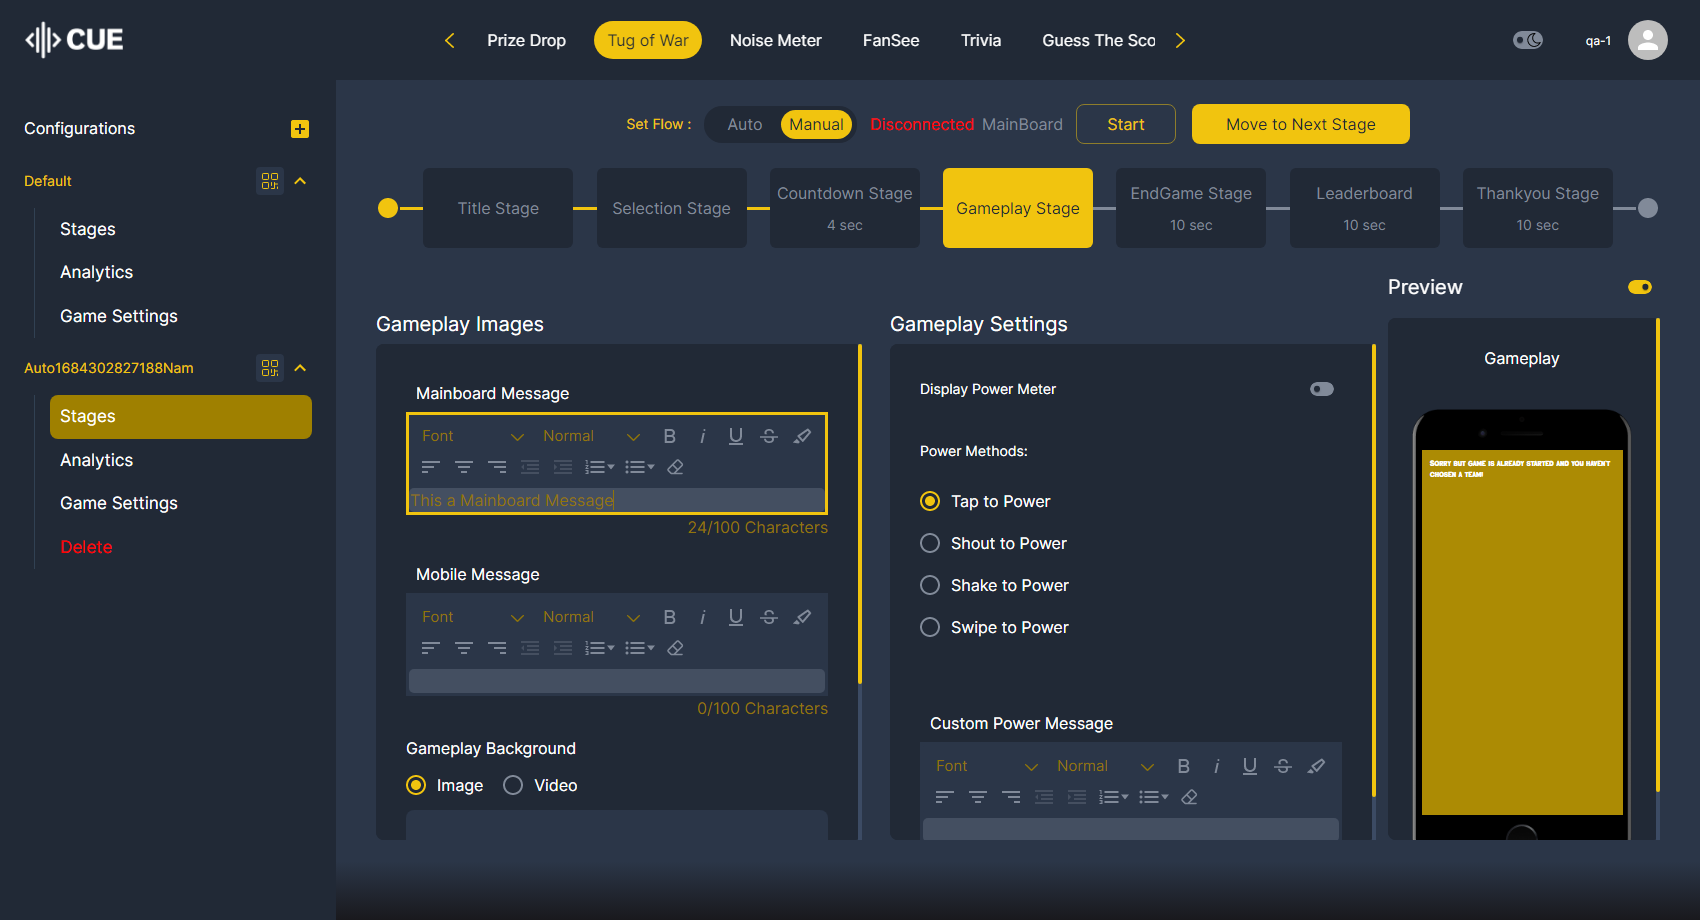 CUE
Prize Drop
Tug of War
Noise Meter
FanSee
Trivia
Guess The Sco
qa-1
Configurations
Default
Stages
Analytics
Game Settings
Auto1684302827188Nam
Stages
Analytics
Game Settings
Delete
Set Flow :
Auto
Manual
Disconnected MainBoard
Start
Move to Next Stage
Title Stage
Selection Stage
Countdown Stage
4 sec
Gameplay Stage
EndGame Stage
10 sec
Leaderboard
10 sec
Thankyou Stage
10 sec
Gameplay Images
Mainboard Message
Font
Normal
B i U S
This a Mainboard Message
24/100 Characters
Mobile Message
Font
Normal
B i U S
0/100 Characters
Gameplay Background
Image
Video
Gameplay Settings
Display Power Meter
Power Methods:
Tap to Power
Shout to Power
Shake to Power
Swipe to Power
Custom Power Message
Font
Normal
B i U S
Preview
Gameplay
Sorry but game is already started and you haven't
chosen a team!